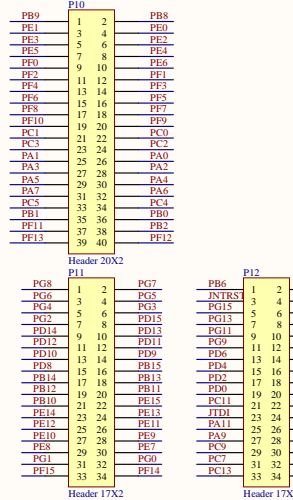 P10
PB9 1 2 PB8
PE1 3 4 PE0
PE3 5 6 PE2
PE5 7 8 PE4
PF0 9 10 PE6
PF2 11 12 PF1
PF4 13 14 PF3
PF6 15 16 PF5
PF8 17 18 PF7
PF10 19 20 PF9
PC1 21 22 PC0
PC3 23 24 PC2
PA1 25 26 PA0
PA3 27 28 PA2
PA5 29 30 PA4
PA7 31 32 PA6
PC5 33 34 PC4
PB1 35 36 PB0
PF11 37 38 PB2
PF13 39 40 PF12
Header 20X2
P11
PG8 1 2 PG7
PG6 3 4 PG5
PG4 5 6 PG3
PG2 7 8 PD15
PD14 9 10 PD13
PD12 11 12 PD11
PD10 13 14 PD9
PD8 15 16 PB15
PB14 17 18 PB13
PB12 19 20 PB11
PB10 21 22 PE15
PE14 23 24 PE13
PE12 25 26 PE11
PE10 27 28 PE9
PE8 29 30 PE7
PG1 31 32 PG0
PF15 33 34 PF14
Header 17X2
P12
PB6 1 2
JNTRST 3 4
PG15 5 6
PG13 7 8
PG11 9 10
PG9 11 12
PD6 13 14
PD4 15 16
PD2 17 18
PD0 19 20
PC11 21 22
JTDI 23 24
PA11 25 26
PA9 27 28
PC9 29 30
PC7 31 32
PC13 33 34
Header 17X